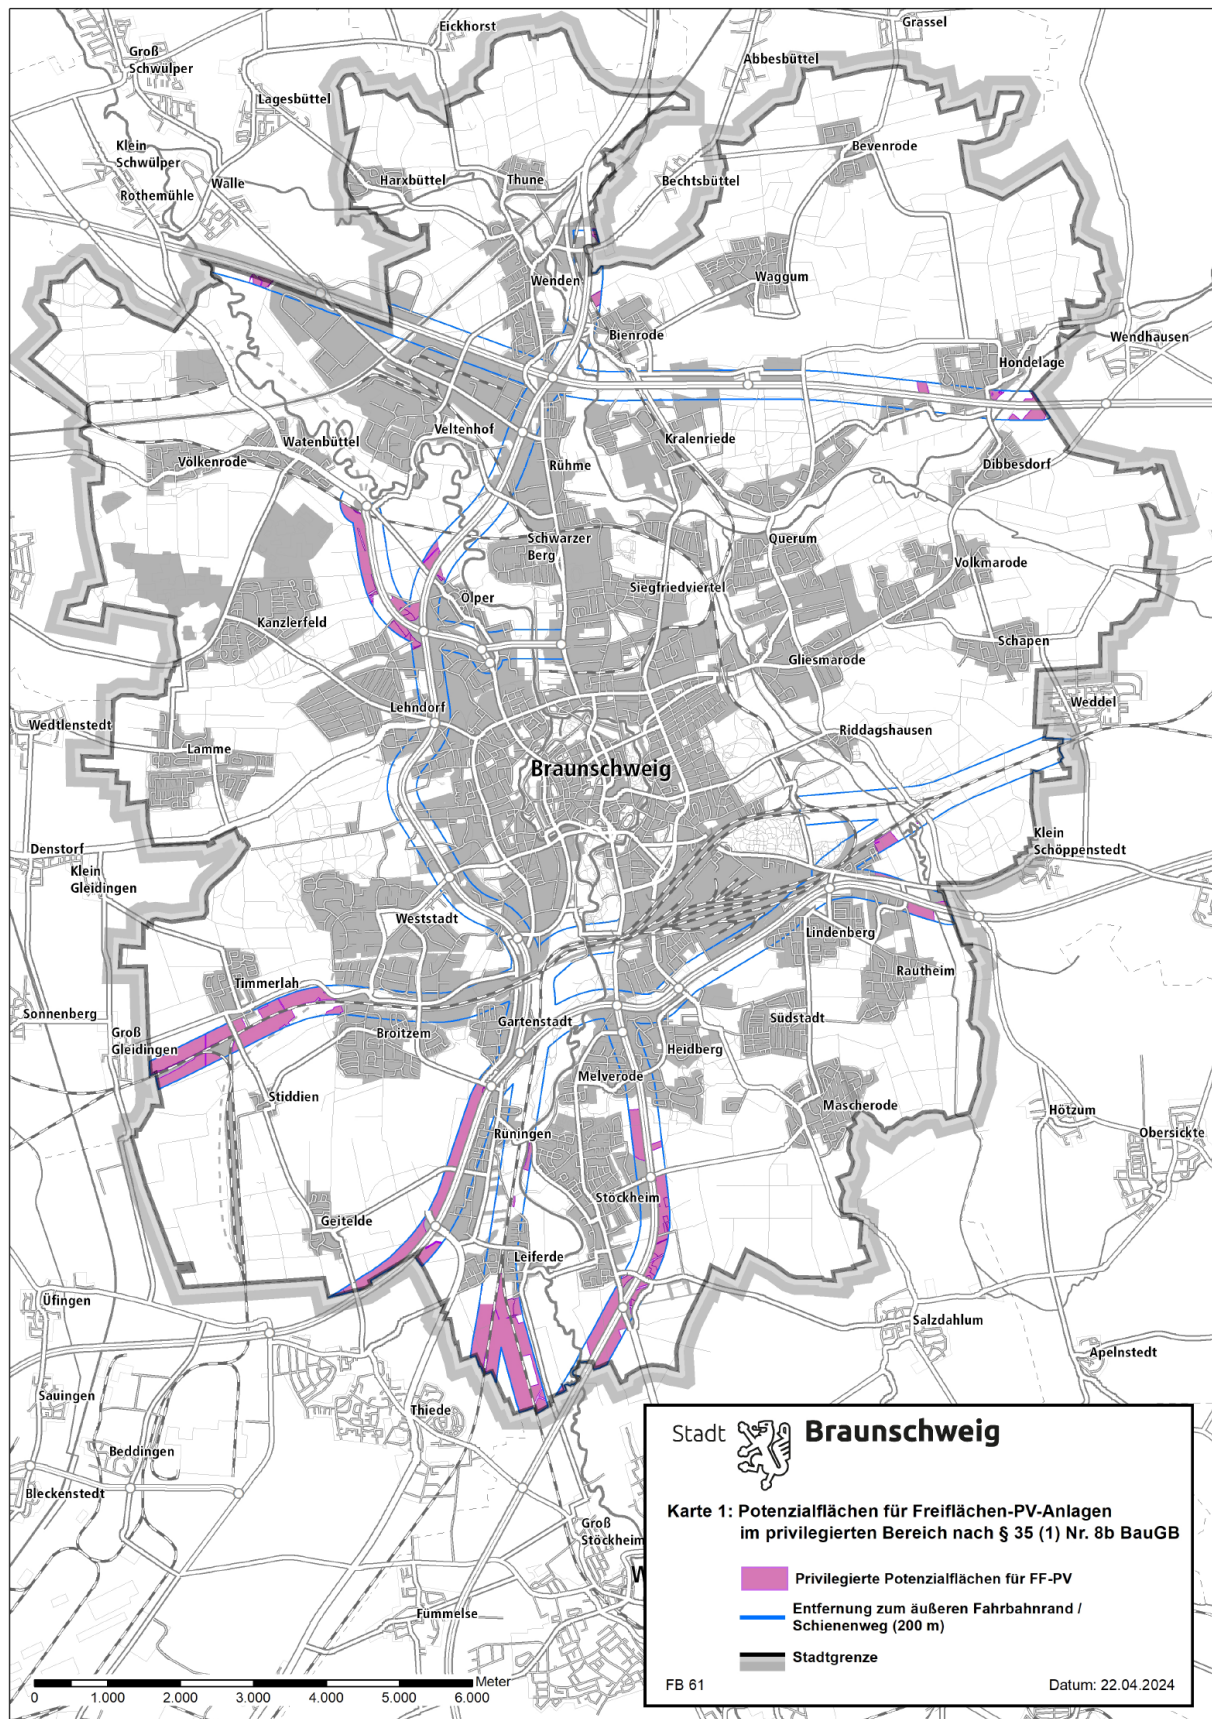 Eickhorst
Grassel
Groß
Schwülper
Abbesbüttel
Lagesbüttel
Klein
Schwülper
Bevenrode
Rothemühle
Walle
Harxbüttel
Thune
Bechtsbüttel
Wenden
Waggum
Bienrode
Wendhausen
Hondelage
Veltenhof
Watenbüttel
Kralenriede
Völkenrode
Rühme
Dibbesdorf
Schwarzer
Berg
Querum
Volkmarode
Siegfriedviertel
Ölper
Kanzlerfeld
Schapen
Gliesmarode
Weddel
Lehndorf
Wedtlenstedt
Riddagshausen
Lamme
Braunschweig
Klein
Schöppenstedt
Denstorf
Klein
Gleidingen
Weststadt
Lindenberg
Rautheim
Timmerlah
Sonnenberg
Groß
Gleidingen
Broitzem
Gartenstadt
Südstadt
Heidberg
Melverode
Stiddien
Mascherode
Hötzum
Rüningen
Obersickte
Stöckheim
Geitelde
Leiferde
Üfingen
Salzdahlum
Apelnstedt
Sauingen
Thiede
Beddingen
Bleckenstedt
Groß
Stöckheim
W
Fümmelse
Stadt Braunschweig
Karte 1: Potenzialflächen für Freiflächen-PV-Anlagen
im privilegierten Bereich nach § 35 (1) Nr. 8b BauGB
Privilegierte Potenzialflächen für FF-PV
Entfernung zum äußeren Fahrbahnrand /
Schienenweg (200 m)
Stadtgrenze
FB 61 Datum: 22.04.2024
Meter
0 1.000 2.000 3.000 4.000 5.000 6.000